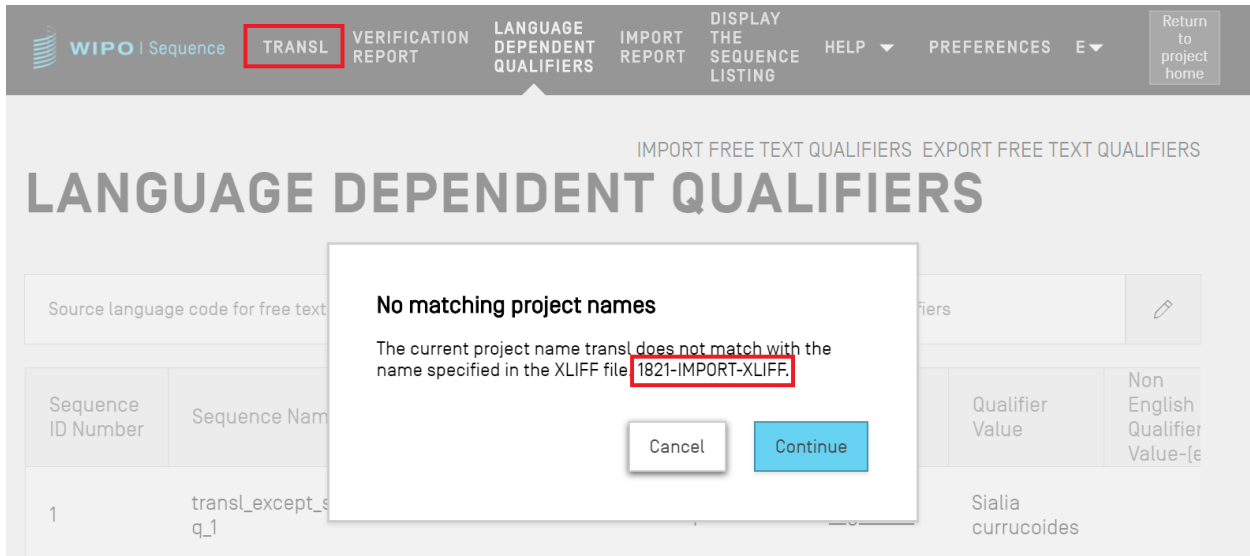 WIPO | Sequence
TRANSL
VERIFICATION
REPORT
LANGUAGE
DEPENDENT
QUALIFIERS
IMPORT
REPORT
DISPLAY
THE
SEQUENCE
LISTING
HELP
PREFERENCES
E
Return
to
project
home
IMPORT FREE TEXT QUALIFIERS EXPORT FREE TEXT QUALIFIERS
LANGUAGE DEPENDENT QUALIFIERS
Source language code for free text
fiers
No matching project names
The current project name transl does not match with the
name specified in the XLIFF file. 1821-IMPORT-XLIFF.
Cancel
Continue
Sequence
ID Number
Sequence Nam
Qualifier
Value
Non
English
Qualifier
Value-[e
1
transl_except_s
q_1
Sialia
currucoides